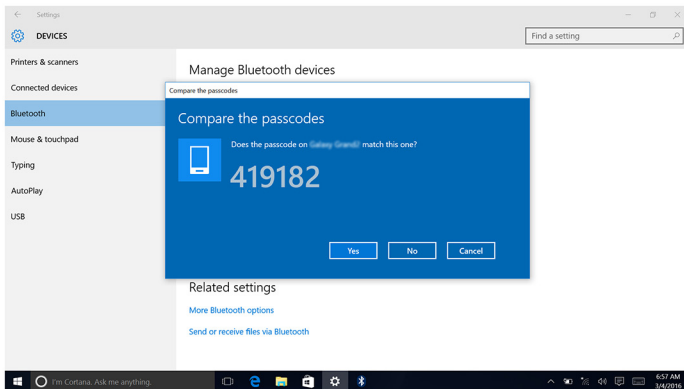 Settings
DEVICES
Find a setting
Printers & scanners
Connected devices
Bluetooth
Mouse & touchpad
Typing
AutoPlay
USB
Manage Bluetooth devices
Compare the passcodes
Compare the passcodes
Does the passcode on Galaxy Grand2 match this one?
419182
Yes No Cancel
Related settings
More Bluetooth options
Send or receive files via Bluetooth
I'm Cortana. Ask me anything.
6:57 AM
3/4/2016